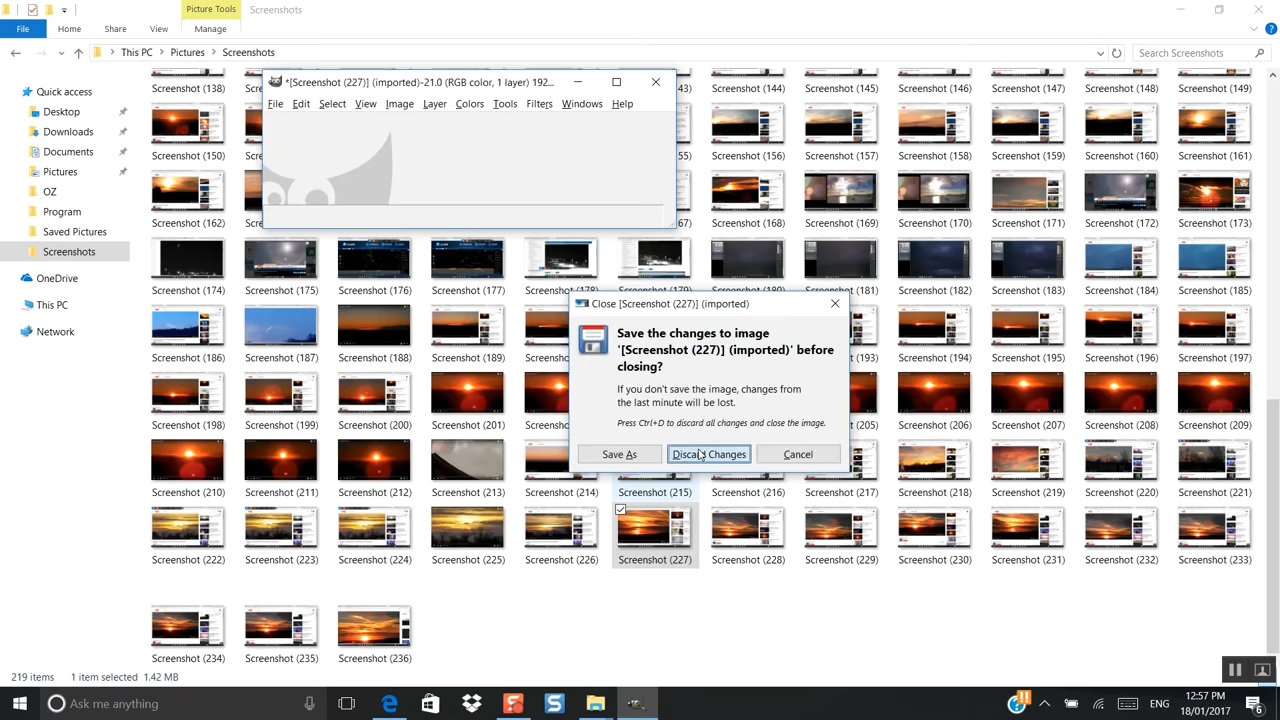 Picture Tools
Screenshots
File
Home
Share
View
Manage
This PC
Pictures
Screenshots
Search Screenshots
Quick access
Desktop
Downloads
Documents
Pictures
OZ
Program
Saved Pictures
Screenshots
OneDrive
This PC
Network
*[Screenshot (227)] (imported)-21.0 (RGB color, 1 layer) 192...
File Edit Select View Image Layer Colors Tools Filters Windows Help
Screenshot (138)
43)
Screenshot (144)
Screenshot (145)
Screenshot (146)
Screenshot (147)
Screenshot (148)
Screenshot (149)
Screenshot (150)
55)
Screenshot (156)
Screenshot (157)
Screenshot (158)
Screenshot (159)
Screenshot (160)
Screenshot (161)
Screenshot (162)
67)
Screenshot (168)
Screenshot (169)
Screenshot (170)
Screenshot (171)
Screenshot (172)
Screenshot (173)
Screenshot (174)
Screenshot (175)
Screenshot (176)
Screenshot (177)
Screenshot (178)
Screenshot (179)
Screenshot (180)
Screenshot (181)
Screenshot (182)
Screenshot (183)
Screenshot (184)
Screenshot (185)
Screenshot (186)
Screenshot (187)
Screenshot (188)
Screenshot (189)
Screenshot (193)
Screenshot (194)
Screenshot (195)
Screenshot (196)
Screenshot (197)
Screenshot (198)
Screenshot (199)
Screenshot (200)
Screenshot (201)
Screenshot (206)
Screenshot (207)
Screenshot (208)
Screenshot (209)
Screenshot (210)
Screenshot (211)
Screenshot (212)
Screenshot (213)
Screenshot (214)
Screenshot (215)
Screenshot (216)
Screenshot (217)
Screenshot (218)
Screenshot (219)
Screenshot (220)
Screenshot (221)
Screenshot (222)
Screenshot (223)
Screenshot (224)
Screenshot (225)
Screenshot (226)
Screenshot (227)
Screenshot (228)
Screenshot (229)
Screenshot (230)
Screenshot (231)
Screenshot (232)
Screenshot (233)
Screenshot (234)
Screenshot (235)
Screenshot (236)
Close [Screenshot (227)] (imported)
Save the changes to image
'[Screenshot (227)] (imported)' before
closing?
If you don't save the image, changes from
the last minute will be lost.
Press Ctrl+D to discard all changes and close the image.
Save As
Discard Changes
Cancel
219 items
1 item selected 1.42 MB
Ask me anything
ENG
12:57 PM
18/01/2017
6